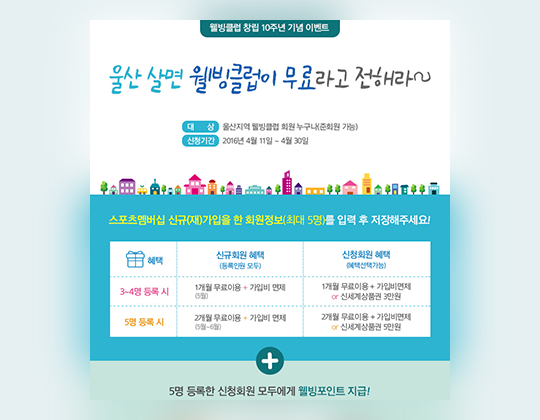 웰빙클럽 창립 10주년 기념 이벤트
울산 살면 웰빙클럽이 무료라고 전해라~
대 상 울산지역 웰빙클럽 회원 누구나(준회원 가능)
신청기간 2016년 4월 11일 ~ 4월 30일
스포츠멤버십 신규(재)가입을 한 회원정보(최대 5명)를 입력 후 저장해주세요!
혜택
신규회원 혜택
(등록인원 모두)
신청회원 혜택
(혜택선택가능)
3~4명 등록 시
1개월 무료이용 + 가입비 면제
(5월)
1개월 무료이용 + 가입비면제
or 신세계상품권 3만원
5명 등록 시
2개월 무료이용 + 가입비 면제
(5월~6월)
2개월 무료이용 + 가입비면제
or 신세계상품권 5만원
+
5명 등록한 신청회원 모두에게 웰빙포인트 지급!